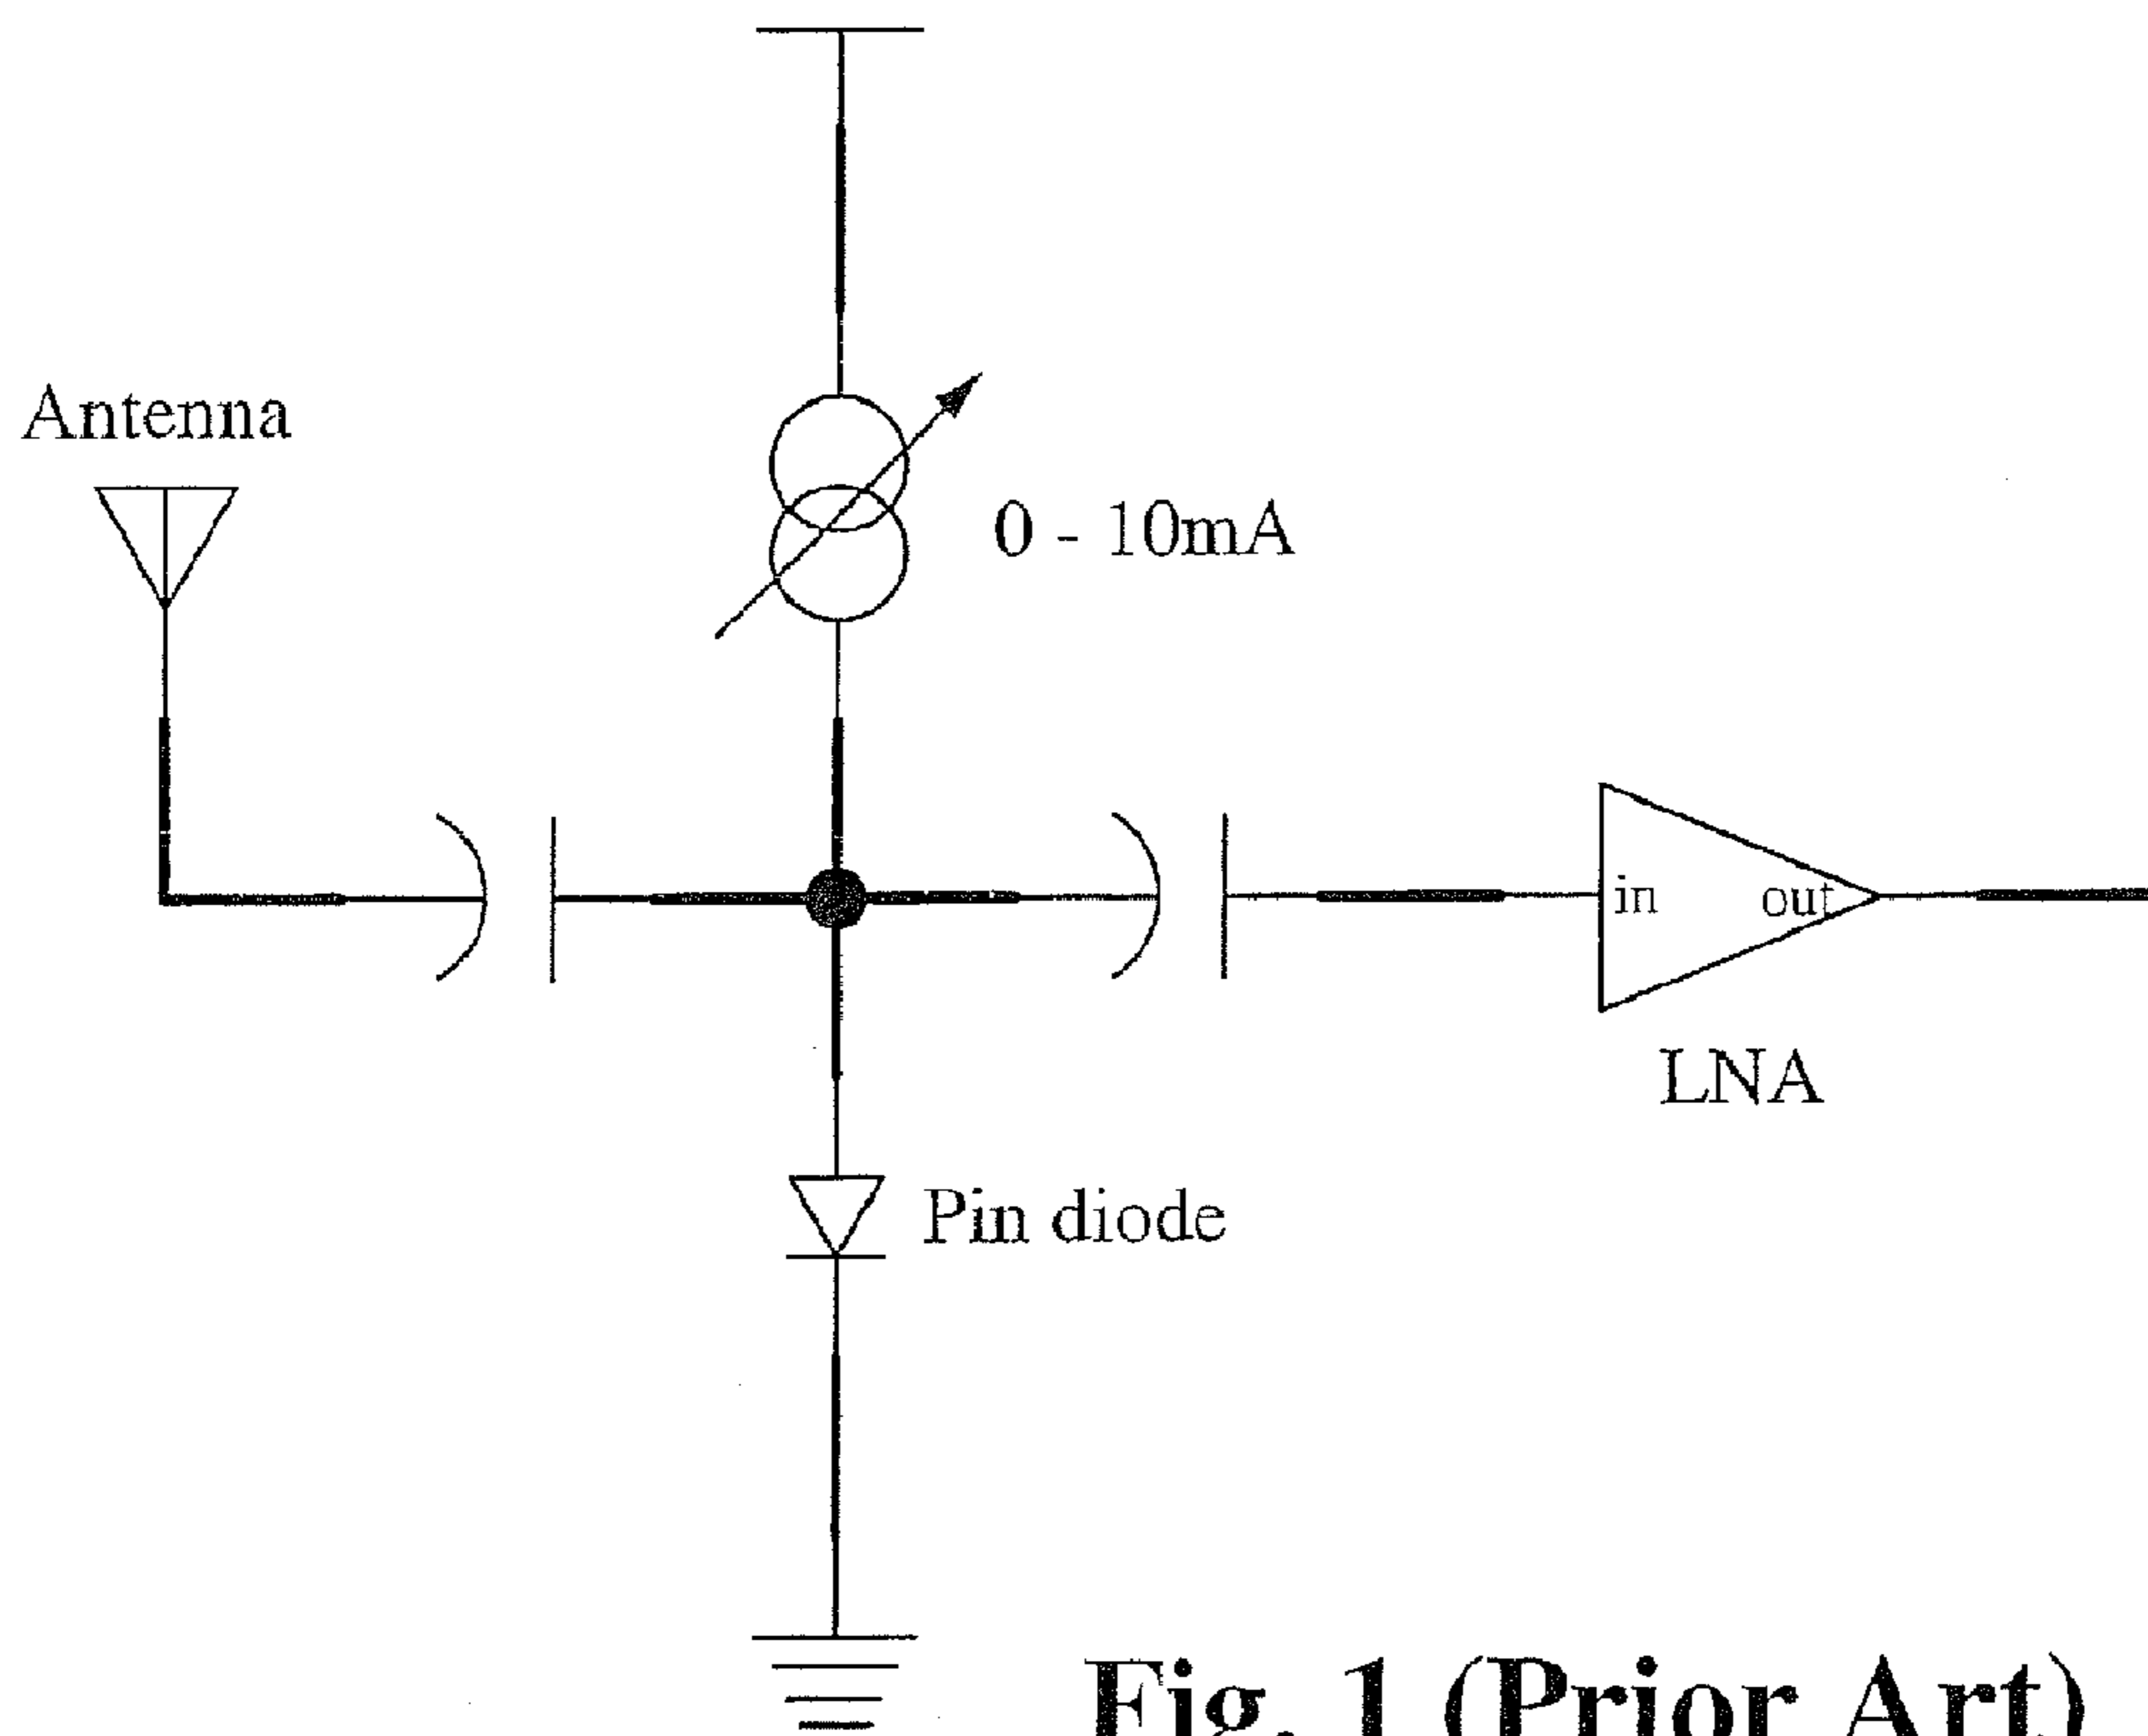 Antenna
0 - 10mA
in
out
LNA
Pin diode
Fig. 1 (Prior Art)